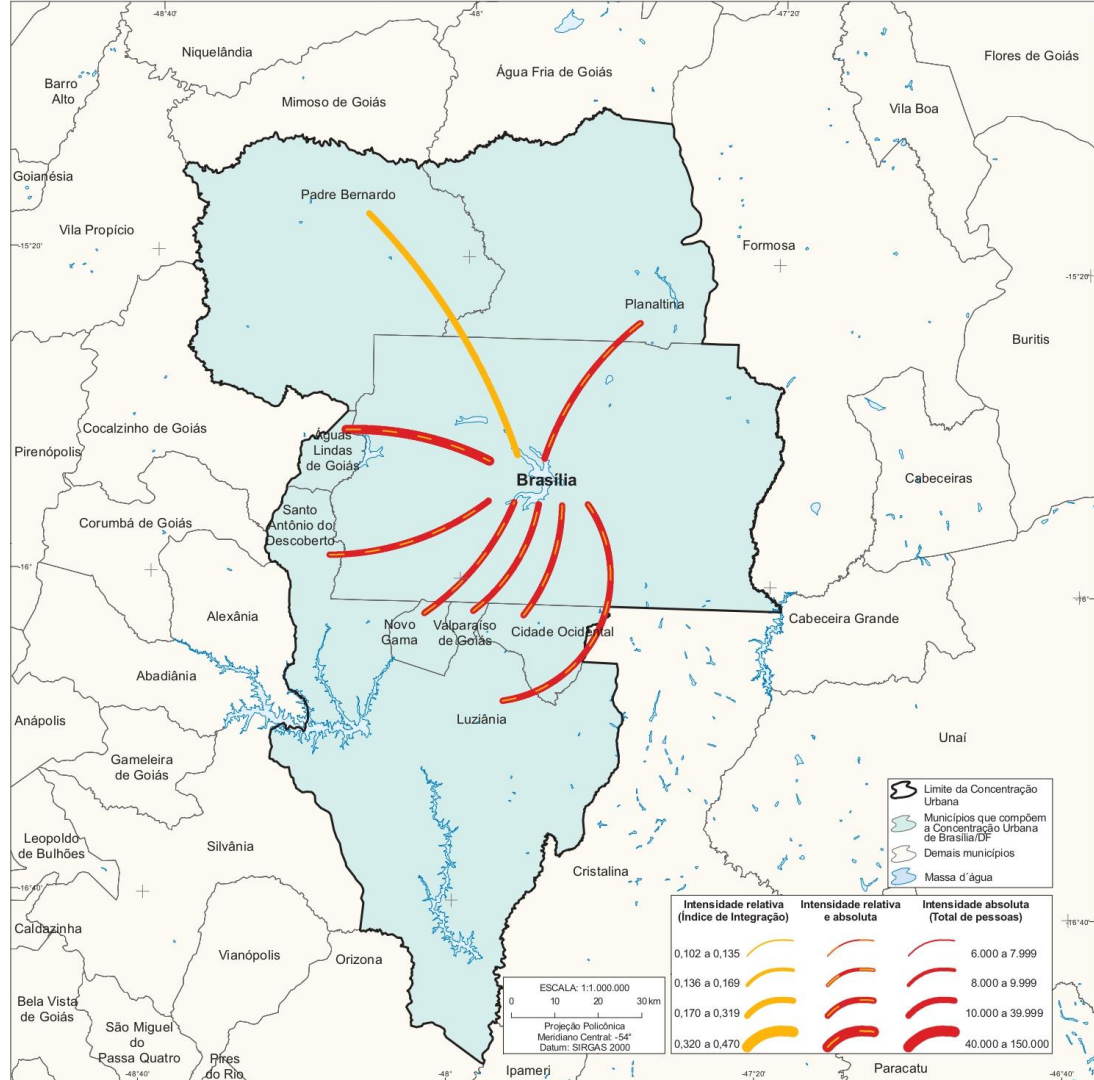 -48°40'
-48°
-47°20'
Niquelândia
Flores de Goiás
Água Fria de Goiás
Barro
Alto
Mimoso de Goiás
Vila Boa
Goianésia
Padre Bernardo
Vila Propício
Formosa
-15°20'
-15°20'
Planaltina
Buritis
Cocalzinho de Goiás
Águas
Lindas
de Goiás
Pirenópolis
Brasília
Cabeceiras
Santo
Antônio do
Descoberto
Corumbá de Goiás
-16°
-16°
Alexânia
Novo
Gama
Valparaíso
de Goiás
Cidade Ocidental
Cabeceira Grande
Abadiânia
Luziânia
Anápolis
Unaí
Gameleira
de Goiás
Limite da Concentração
Urbana
Municípios que compõem
a Concentração Urbana
de Brasília/DF
Demais municípios
Massa d´água
Leopoldo
de Bulhões
Silvânia
Cristalina
-16°40'
-16°40'
Caldazinha
Vianópolis
Orizona
Intensidade relativa
(Índice de Integração)
Intensidade relativa
e absoluta
Intensidade absoluta
(Total de pessoas)
0,102 a 0,135
6.000 a 7.999
0,136 a 0,169
8.000 a 9.999
0,170 a 0,319
10.000 a 39.999
0,320 a 0,470
40.000 a 150.000
ESCALA: 1:1.000.000
0 10 20 30 km
Projeção Policônica
Meridiano Central: -54°
Datum: SIRGAS 2000
Bela Vista
de Goiás
São Miguel
do
Passa Quatro
Pires
do Rio
Ipameri
Paracatu
-48°40'
-48°
-47°20'
-46°40'